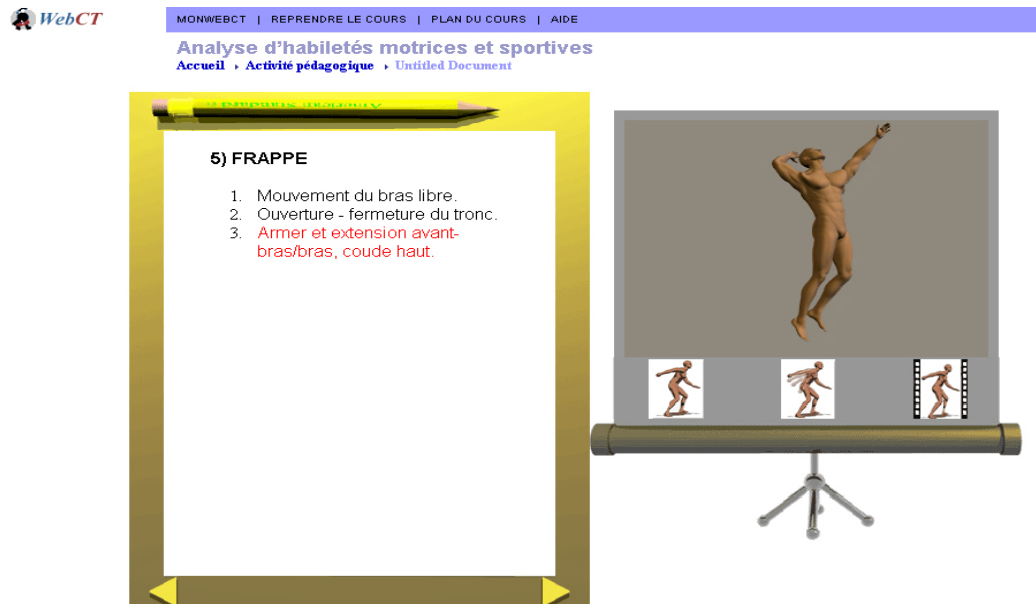 WebCT
MONWEBCT | REPRENDRE LE COURS | PLAN DU COURS | AIDE
Analyse d'habiletés motrices et sportives
Accueil › Activité pédagogique › Untitled Document
5) FRAPPE
1. Mouvement du bras libre.
2. Ouverture - fermeture du tronc.
3. Armer et extension avant-
bras/bras, coude haut.